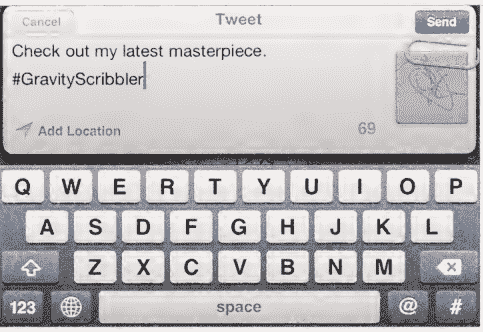 Cancel Tweet Send
Check out my latest masterpiece.
#GravityScribbler
Add Location 69
Q W E R T Y U I O P
A S D F G H J K L
Z X C V B N M
123 space @ #